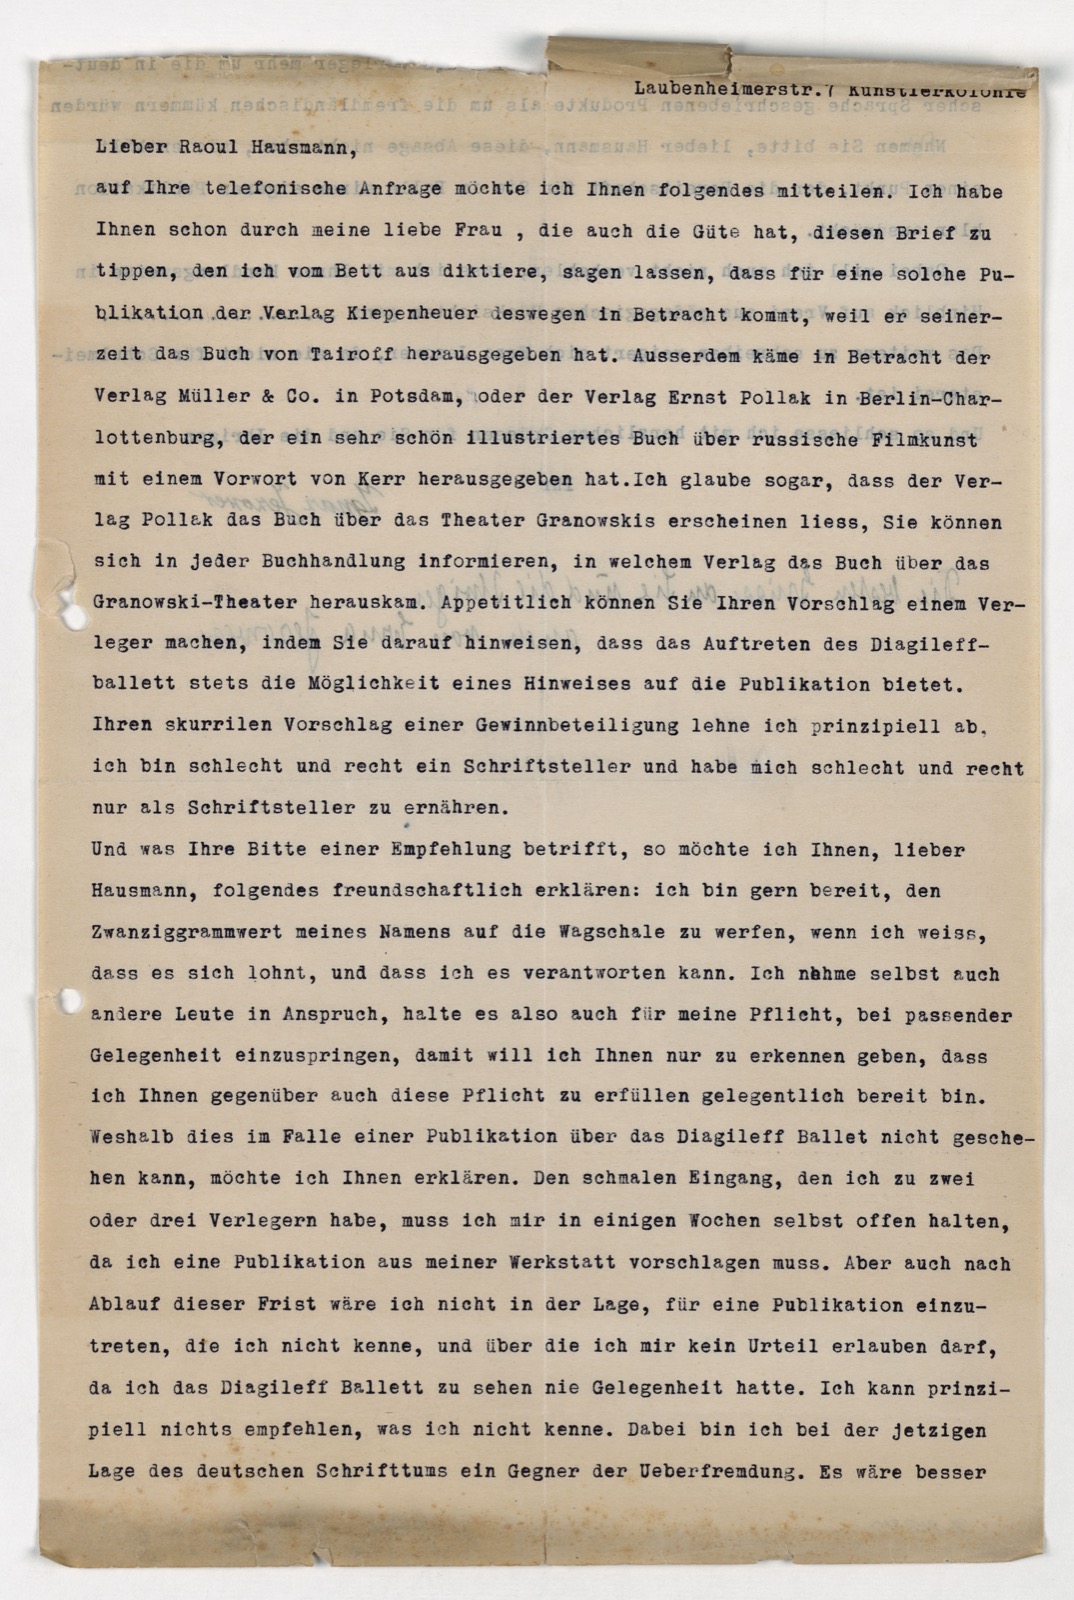 Laubenheimerstr.7 Künstlerkolonie
Lieber Raoul Hausmann,
auf Ihre telefonische Anfrage möchte ich Ihnen folgendes mitteilen. Ich habe
Ihnen schon durch meine liebe Frau , die auch die Güte hat, diesen Brief zu
tippen, den ich vom Bett aus diktiere, sagen lassen, dass für eine solche Pu-
blikation der Verlag Kiepenheuer deswegen in Betracht kommt, weil er seiner-
zeit das Buch von Tairoff herausgegeben hat. Ausserdem käme in Betracht der
Verlag Müller & Co. in Potsdam, oder der Verlag Ernst Pollak in Berlin-Char-
lottenburg, der ein sehr schön illustriertes Buch über russische Filmkunst
mit einem Vorwort von Kerr herausgegeben hat.Ich glaube sogar, dass der Ver-
lag Pollak das Buch über das Theater Granowskis erscheinen liess, Sie können
sich in jeder Buchhandlung informieren, in welchem Verlag das Buch über das
Granowski-Theater herauskam. Appetitlich können Sie Ihren Vorschlag einem Ver-
leger machen, indem Sie darauf hinweisen, dass das Auftreten des Diagileff-
ballett stets die Möglichkeit eines Hinweises auf die Publikation bietet.
Ihren skurrilen Vorschlag einer Gewinnbeteiligung lehne ich prinzipiell ab,
ich bin schlecht und recht ein Schriftsteller und habe mich schlecht und recht
nur als Schriftsteller zu ernähren.
Und was Ihre Bitte einer Empfehlung betrifft, so möchte ich Ihnen, lieber
Hausmann, folgendes freundschaftlich erklären: ich bin gern bereit, den
Zwanziggrammwert meines Namens auf die Wagschale zu werfen, wenn ich weiss,
dass es sich lohnt, und dass ich es verantworten kann. Ich nehme selbst auch
andere Leute in Anspruch, halte es also auch für meine Pflicht, bei passender
Gelegenheit einzuspringen, damit will ich Ihnen nur zu erkennen geben, dass
ich Ihnen gegenüber auch diese Pflicht zu erfüllen gelegentlich bereit bin.
Weshalb dies im Falle einer Publikation über das Diagileff Ballet nicht gesche-
hen kann, möchte ich Ihnen erklären. Den schmalen Eingang, den ich zu zwei
oder drei Verlegern habe, muss ich mir in einigen Wochen selbst offen halten,
da ich eine Publikation aus meiner Werkstatt vorschlagen muss. Aber auch nach
Ablauf dieser Frist wäre ich nicht in der Lage, für eine Publikation einzu-
treten, die ich nicht kenne, und über die ich mir kein Urteil erlauben darf,
da ich das Diagileff Ballett zu sehen nie Gelegenheit hatte. Ich kann prinzi-
piell nichts empfehlen, was ich nicht kenne. Dabei bin ich bei der jetzigen
Lage des deutschen Schrifttums ein Gegner der Ueberfremdung. Es wäre besser